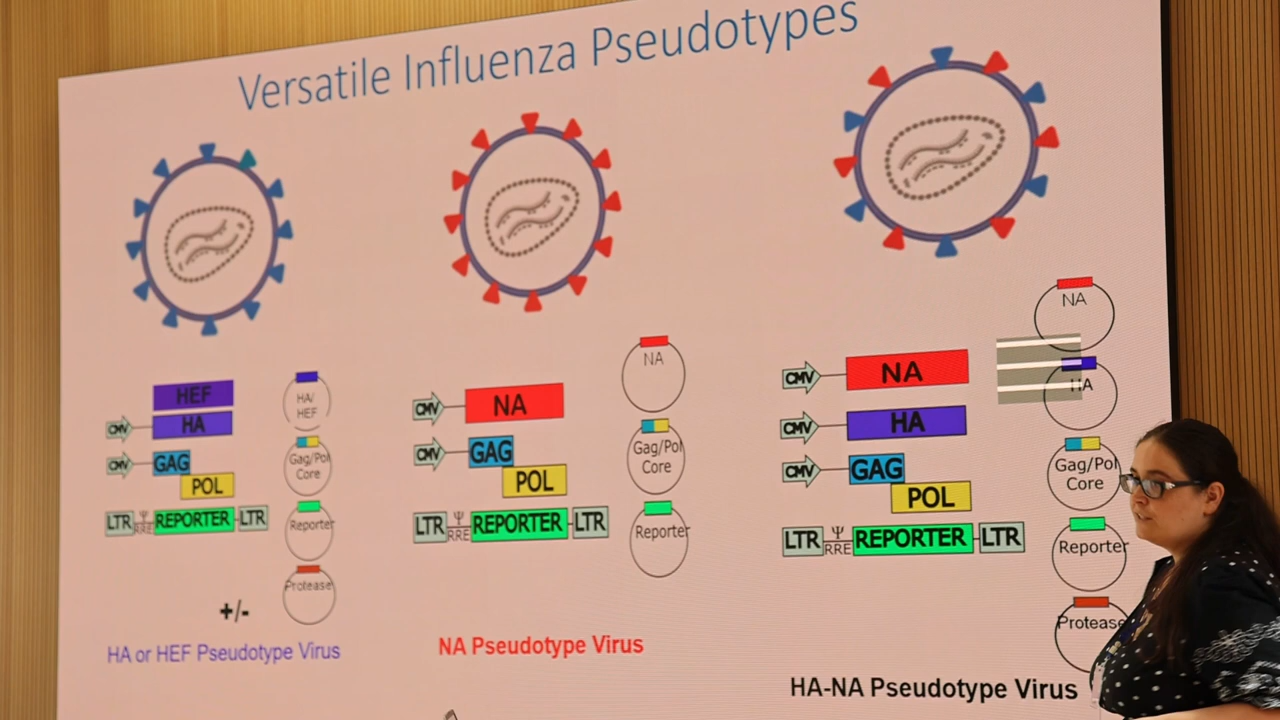 Versatile Influenza Pseudotypes
HEF
CMV HA
CMV GAG
POL
LTR Ψ RRE REPORTER LTR
HA/
HEF
Gag/Pol
Core
Reporter
Protease
+/-
HA or HEF Pseudotype Virus
CMV NA
CMV GAG
POL
LTR Ψ RRE REPORTER LTR
NA
Gag/Pol
Core
Reporter
NA Pseudotype Virus
CMV NA
CMV HA
CMV GAG
POL
LTR Ψ RRE REPORTER LTR
NA
HA
Gag/Pol
Core
Reporter
Protease
HA-NA Pseudotype Virus